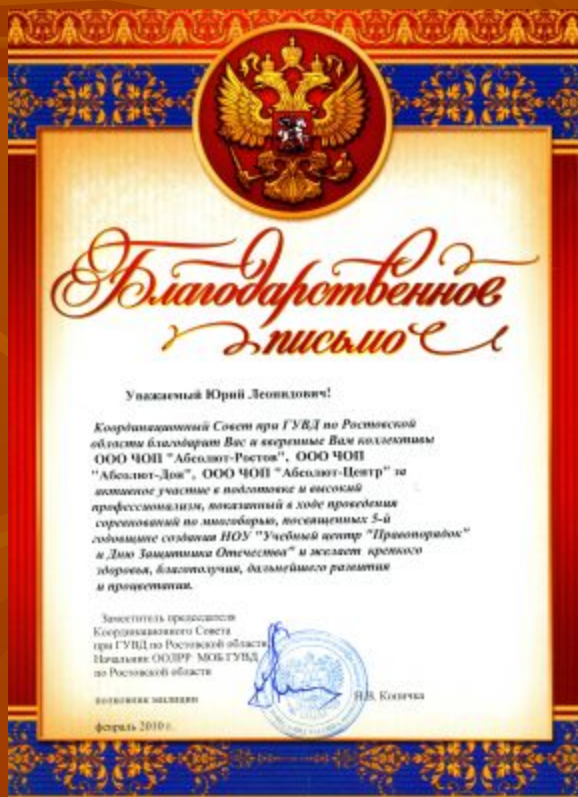 Благодарственное
письмо
Уважаемый Юрий Леонидович!
Координационный Совет при ГУВД по Ростовской
области благодарит Вас и вверенные Вам коллективы
ООО ЧОП "Абсолют-Ростов", ООО ЧОП
"Абсолют-Дон", ООО ЧОП "Абсолют-Центр" за
активное участие в подготовке и высокий
профессионализм, показанный в ходе проведения
соревнований по многоборью, посвященных 5-й
годовщине создания НОУ "Учебный центр "Правопорядок"
и Дню Защитника Отечества" и желает крепкого
здоровья, благополучия, дальнейшего развития
и процветания.
Заместитель председателя
Координационного Совета
при ГУВД по Ростовской области
Начальник ООЛРР МОБ ГУВД
по Ростовской области
полковник милиции
Копичка
февраль 2010 г.